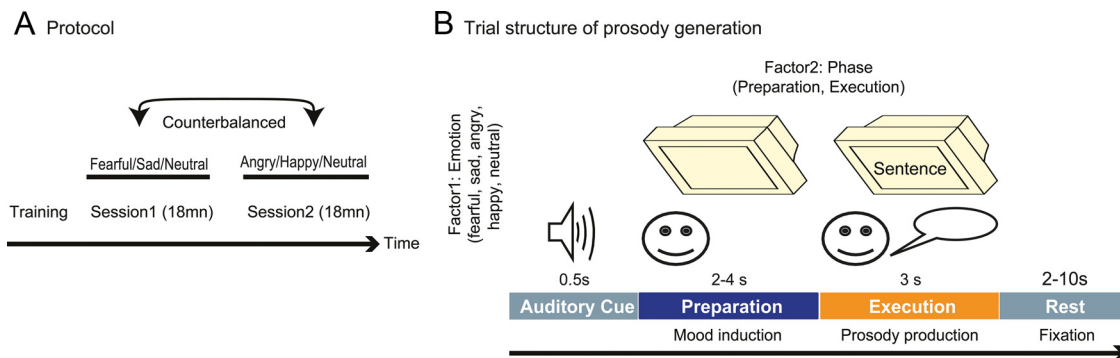 A Protocol
Counterbalanced
Fearful/Sad/Neutral
Angry/Happy/Neutral
Training
Session1 (18mn)
Session2 (18mn)
Time
B Trial structure of prosody generation
Factor2: Phase
(Preparation, Execution)
Factor1: Emotion
(fearful, sad, angry,
happy, neutral)
Sentence
0.5s
2-4 s
3 s
2-10s
Auditory Cue
Preparation
Execution
Rest
Mood induction
Prosody production
Fixation